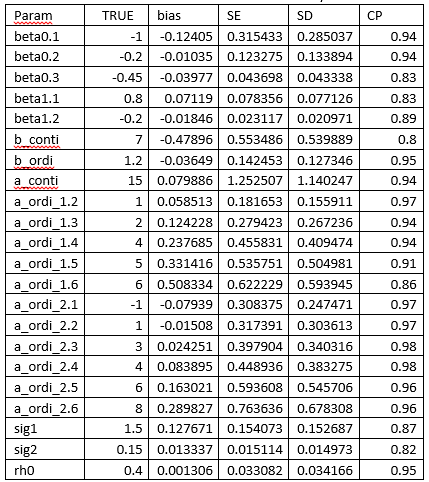 Param TRUE bias SE SD CP
beta0.1 -1 -0.12405 0.315433 0.285037 0.94
beta0.2 -0.2 -0.01035 0.123275 0.133894 0.94
beta0.3 -0.45 -0.03977 0.043698 0.043338 0.83
beta1.1 0.8 0.07119 0.078356 0.077126 0.83
beta1.2 -0.2 -0.01846 0.023117 0.020971 0.89
b_conti 7 -0.47896 0.553486 0.539889 0.8
b_ordi 1.2 -0.03649 0.142453 0.127346 0.95
a_conti 15 0.079886 1.252507 1.140247 0.94
a_ordi_1.2 1 0.058513 0.181653 0.155911 0.97
a_ordi_1.3 2 0.124228 0.279423 0.267236 0.94
a_ordi_1.4 4 0.237685 0.455831 0.409474 0.94
a_ordi_1.5 5 0.331416 0.535751 0.504981 0.91
a_ordi_1.6 6 0.508334 0.622229 0.593945 0.86
a_ordi_2.1 -1 -0.07939 0.308375 0.247471 0.97
a_ordi_2.2 1 -0.01508 0.317391 0.303613 0.97
a_ordi_2.3 3 0.024251 0.397904 0.340316 0.98
a_ordi_2.4 4 0.083895 0.448936 0.383275 0.98
a_ordi_2.5 6 0.163021 0.593608 0.545706 0.96
a_ordi_2.6 8 0.289827 0.763636 0.678308 0.96
sig1 1.5 0.127671 0.154073 0.152687 0.87
sig2 0.15 0.013337 0.015114 0.014973 0.82
rh0 0.4 0.001306 0.033082 0.034166 0.95